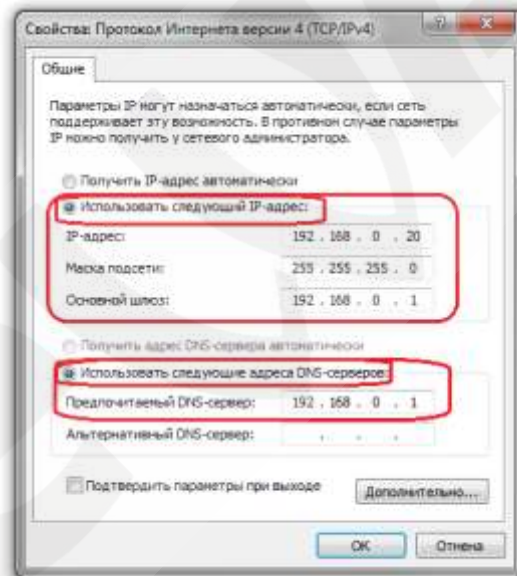 Свойства: Протокол Интернета версии 4 (TCP/IPv4)
Общие
Параметры IP могут назначаться автоматически, если сеть
поддерживает эту возможность. В противном случае параметры
IP можно получить у сетевого администратора.
Получить IP-адрес автоматически
Использовать следующий IP-адрес:
IP-адрес: 192 . 168 . 0 . 20
Маска подсети: 255 . 255 . 255 . 0
Основной шлюз: 192 . 168 . 0 . 1
Получить адрес DNS-сервера автоматически
Использовать следующие адреса DNS-серверов:
Предпочитаемый DNS-сервер: 192 . 168 . 0 . 1
Альтернативный DNS-сервер: . . .
Подтвердить параметры при выходе
Дополнительно...
ОК Отмена